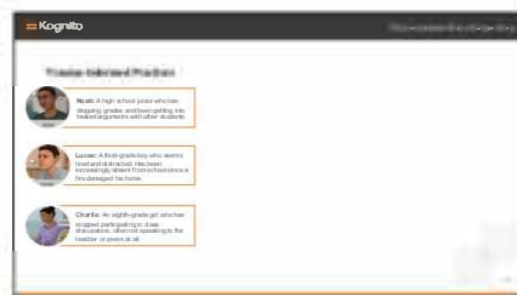 Kognito
Trauma-Informed Practices
Noah: A high school junior who has
dropping grades and been getting into
heated arguments with other students
Lucas: A third-grade boy who seems
tired and distracted. Has been
increasingly absent from school since a
fire damaged his home.
Charlie: An eighth-grade girl who has
stopped participating in class
discussions, often not speaking to the
teacher or peers at all.